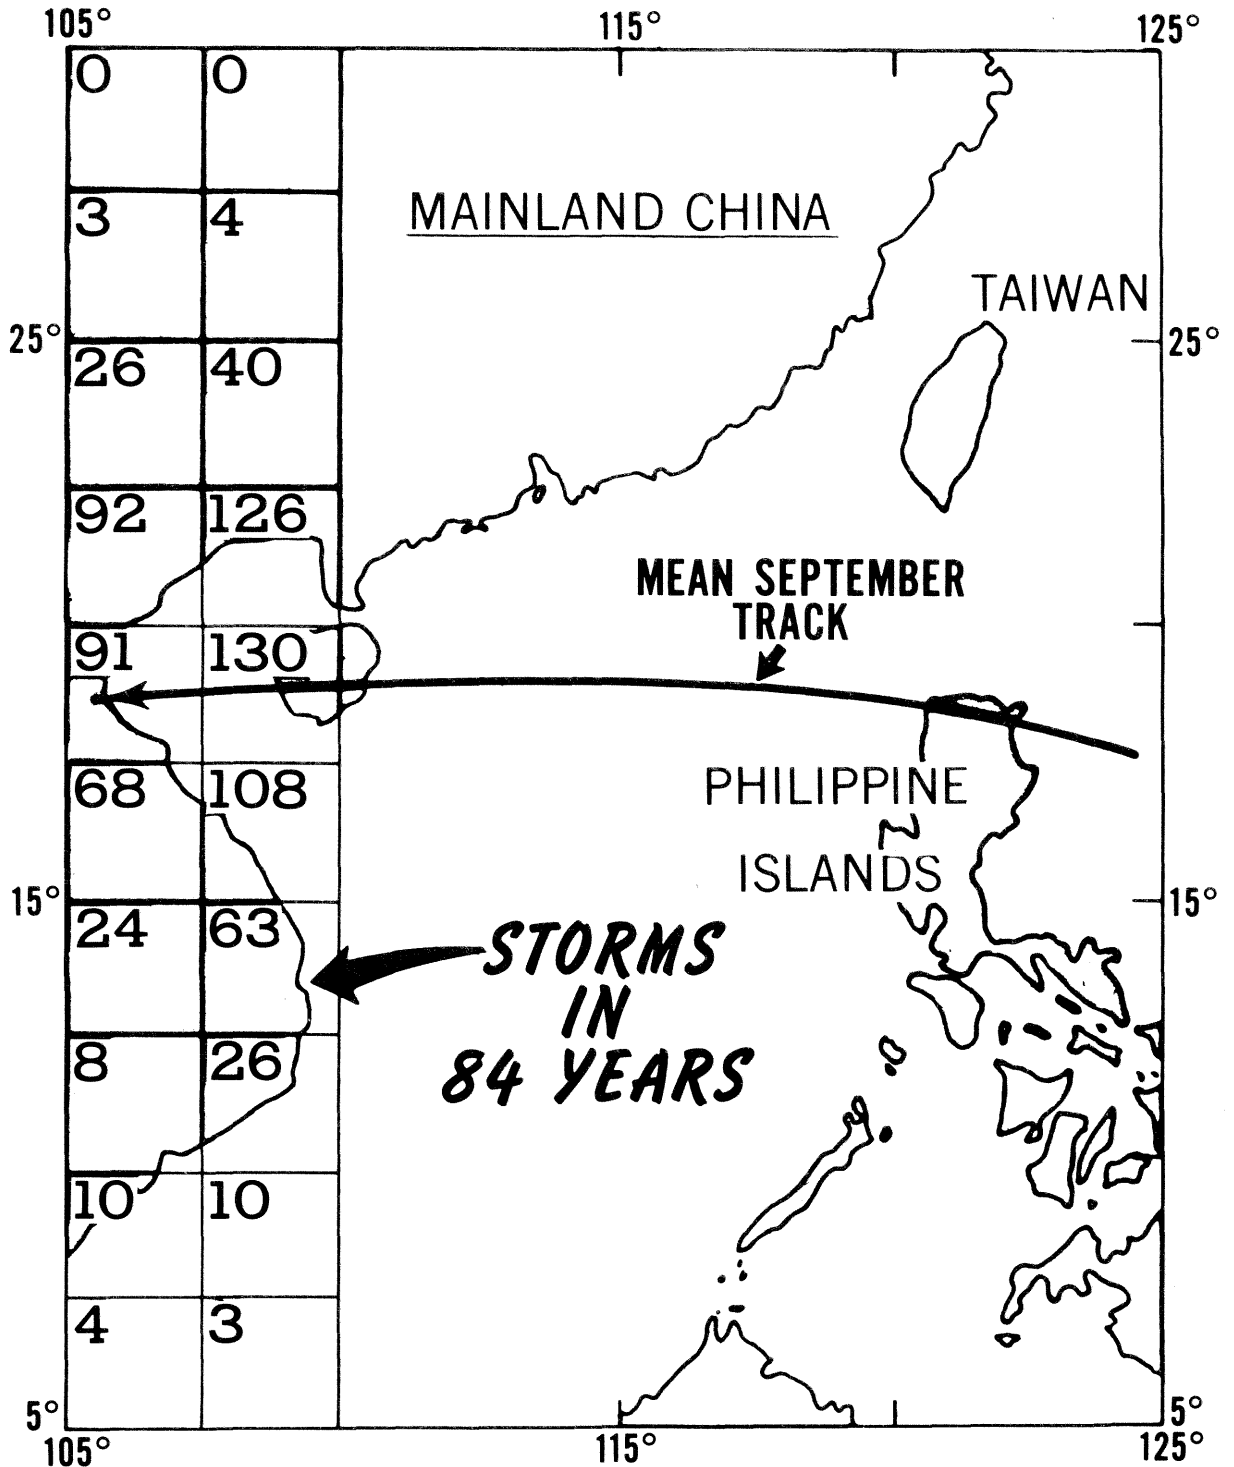 105° 115° 125°
0 0
3 4
MAINLAND CHINA
TAIWAN
25° 25°
26 40
92 126
MEAN SEPTEMBER
TRACK
91 130
68 108
PHILIPPINE
ISLANDS
15° 15°
24 63
STORMS
IN
84 YEARS
8 26
10 10
4 3
5° 5°
105° 115° 125°